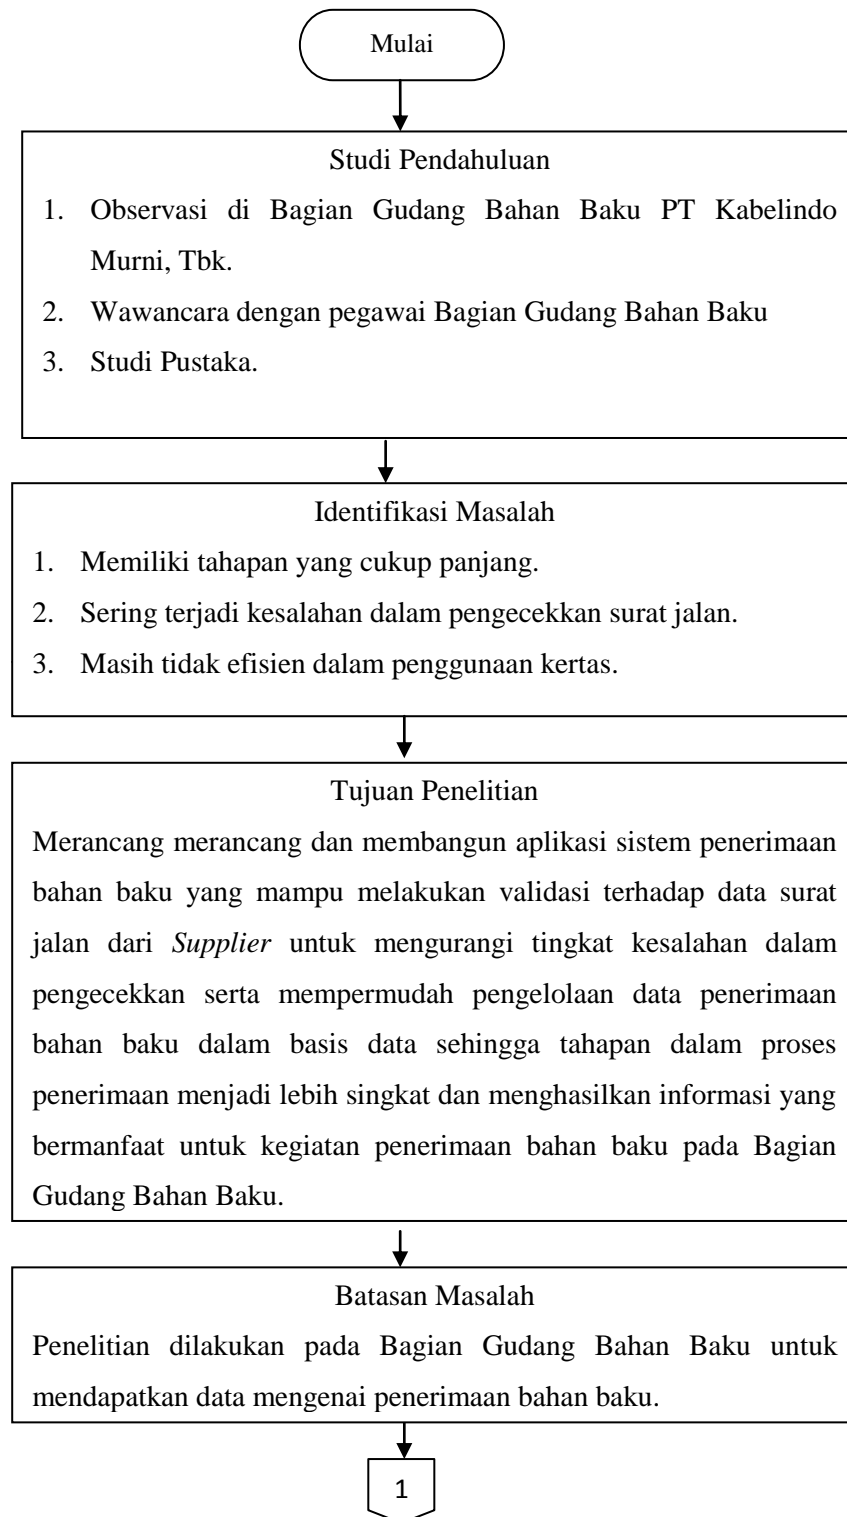 Mulai
Studi Pendahuluan
1. Observasi di Bagian Gudang Bahan Baku PT Kabelindo
Murni, Tbk.
2. Wawancara dengan pegawai Bagian Gudang Bahan Baku
3. Studi Pustaka.
Identifikasi Masalah
1. Memiliki tahapan yang cukup panjang.
2. Sering terjadi kesalahan dalam pengecekkan surat jalan.
3. Masih tidak efisien dalam penggunaan kertas.
Tujuan Penelitian
Merancang merancang dan membangun aplikasi sistem penerimaan
bahan baku yang mampu melakukan validasi terhadap data surat
jalan dari Supplier untuk mengurangi tingkat kesalahan dalam
pengecekkan serta mempermudah pengelolaan data penerimaan
bahan baku dalam basis data sehingga tahapan dalam proses
penerimaan menjadi lebih singkat dan menghasilkan informasi yang
bermanfaat untuk kegiatan penerimaan bahan baku pada Bagian
Gudang Bahan Baku.
Batasan Masalah
Penelitian dilakukan pada Bagian Gudang Bahan Baku untuk
mendapatkan data mengenai penerimaan bahan baku.
1